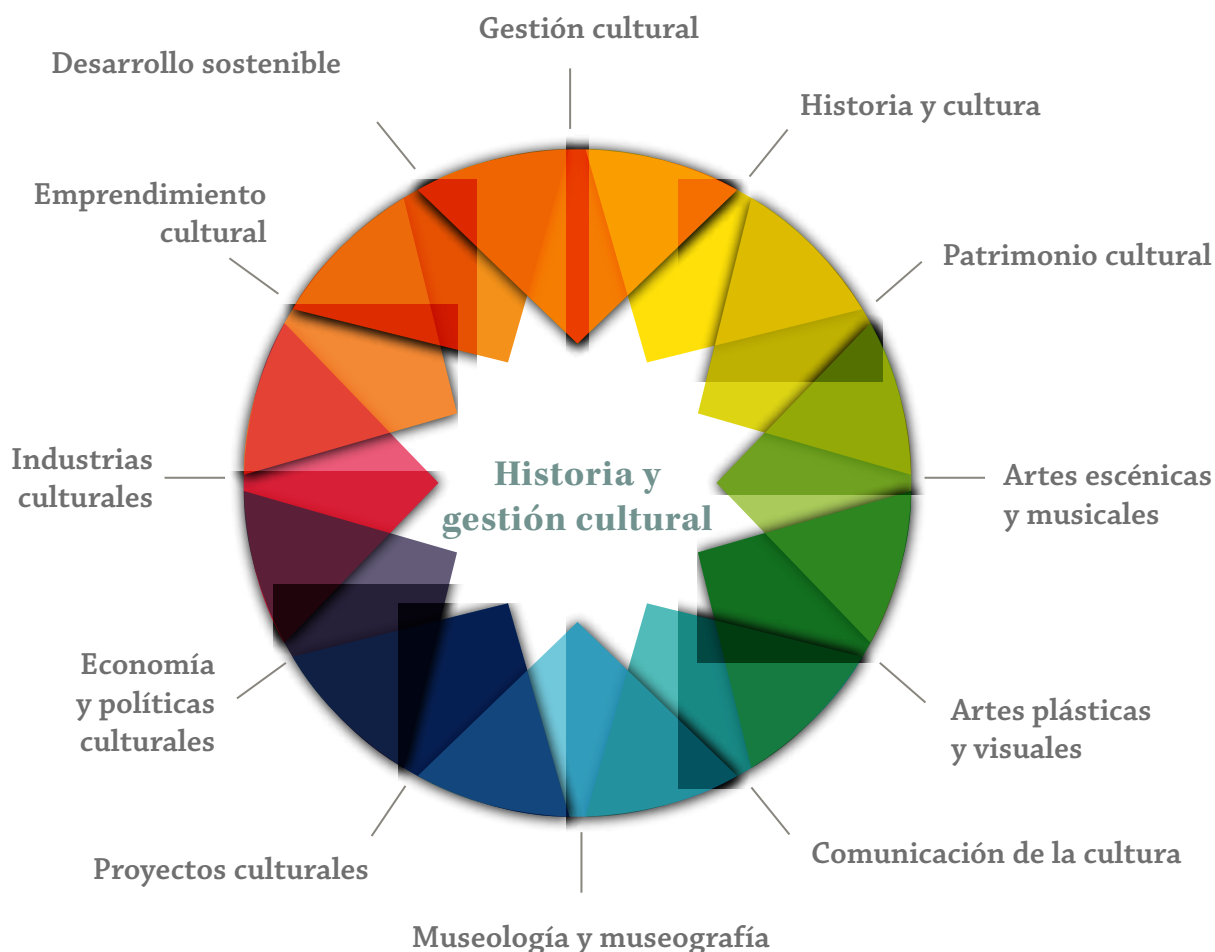 Gestión cultural
Desarrollo sostenible
Historia y cultura
Emprendimiento
cultural
Patrimonio cultural
Industrias
culturales
Historia y
gestión cultural
Artes escénicas
y musicales
Economía
y políticas
culturales
Artes plásticas
y visuales
Proyectos culturales
Comunicación de la cultura
Museología y museografía